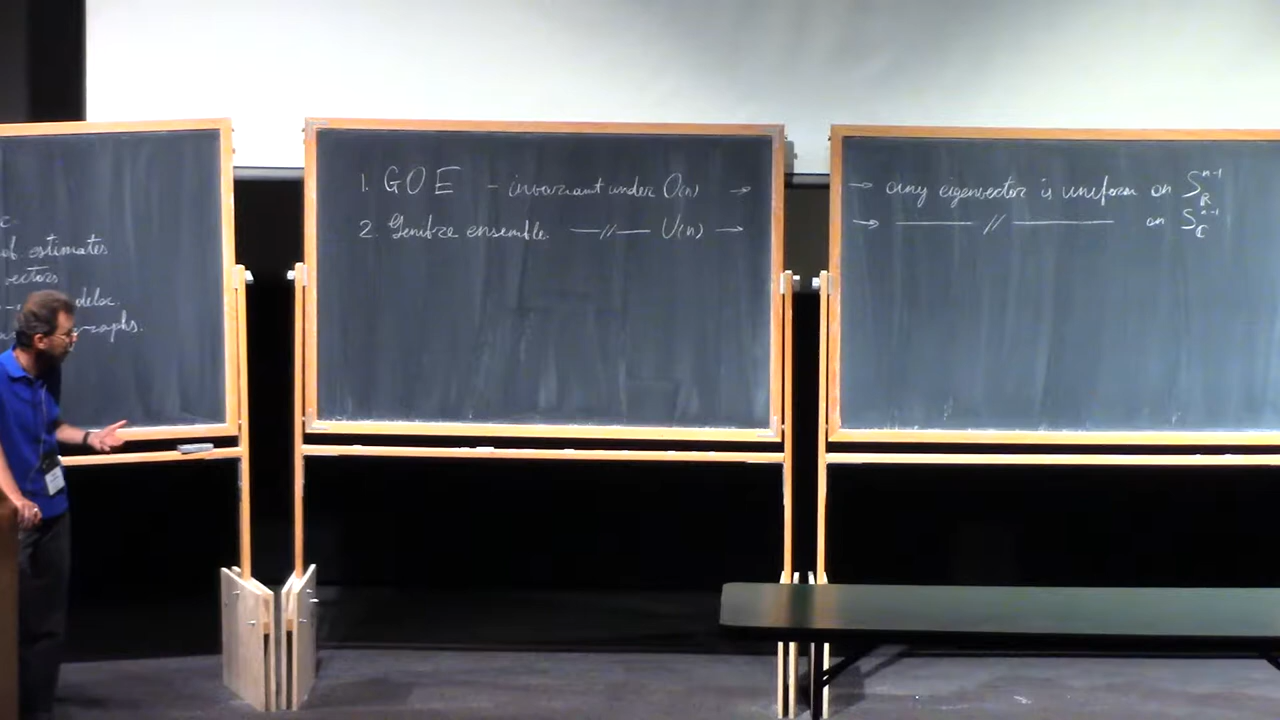 c.
ob. estimates
vectors
deloc.
graphs.
1. GOE - invariant under O(n) →
2. Ginibre ensemble. —//— U(n) →
→ any eigenvector is uniform on S_R^{n-1}
→ —//— on S_C^{n-1}